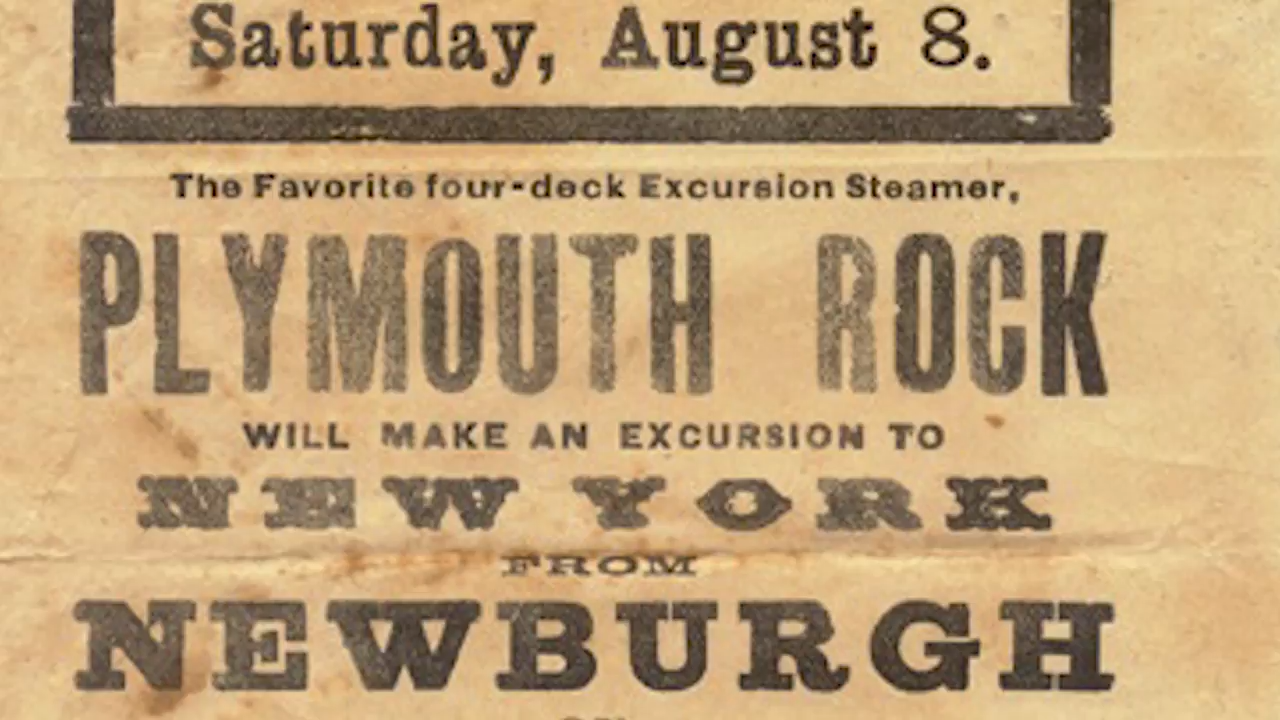 Saturday, August 8.
The Favorite four-deck Excursion Steamer,
PLYMOUTH ROCK
WILL MAKE AN EXCURSION TO
NEW YORK
FROM
NEWBURGH